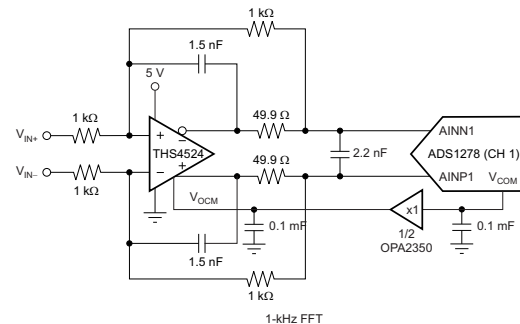 1 kΩ
1.5 nF
5 V
1 kΩ
49.9 Ω
VIN+
+
−
AINN1
THS4524
2.2 nF
ADS1278 (CH 1)
49.9 Ω
VIN−
−
+
AINP1
1 kΩ
VOCM
VCOM
x1
0.1 mF
0.1 mF
1/2
OPA2350
1.5 nF
1 kΩ
1-kHz FFT